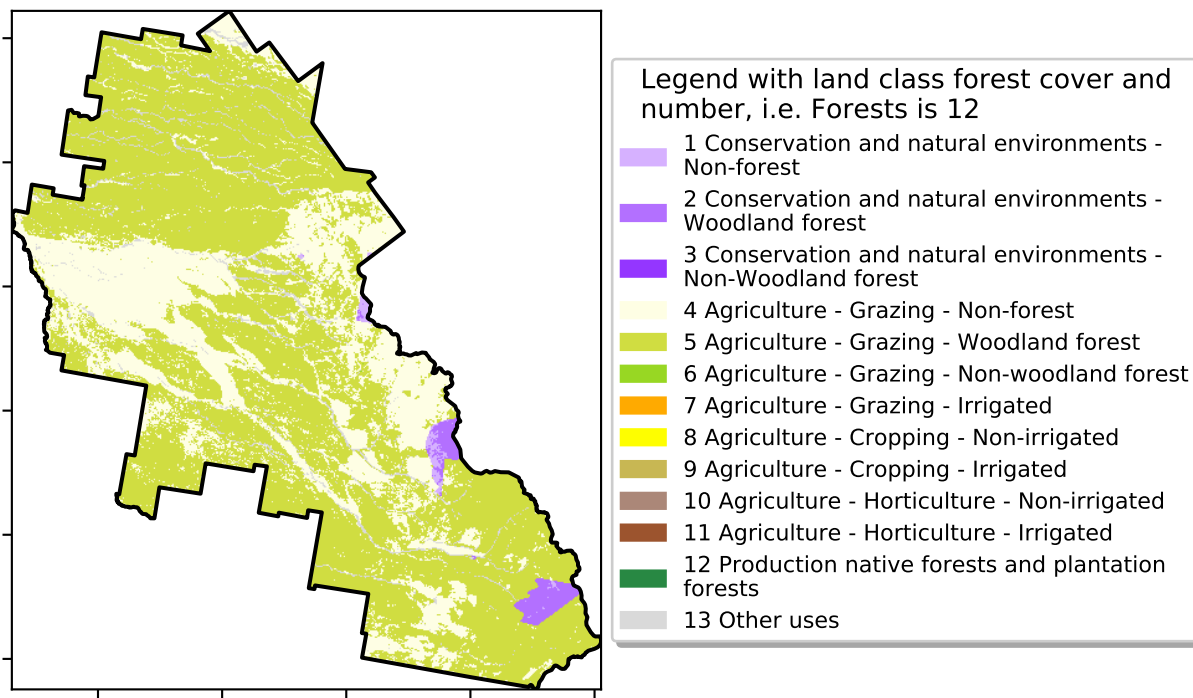 Legend with land class forest cover and
number, i.e. Forests is 12
1 Conservation and natural environments -
Non-forest
2 Conservation and natural environments -
Woodland forest
3 Conservation and natural environments -
Non-Woodland forest
4 Agriculture - Grazing - Non-forest
5 Agriculture - Grazing - Woodland forest
6 Agriculture - Grazing - Non-woodland forest
7 Agriculture - Grazing - Irrigated
8 Agriculture - Cropping - Non-irrigated
9 Agriculture - Cropping - Irrigated
10 Agriculture - Horticulture - Non-irrigated
11 Agriculture - Horticulture - Irrigated
12 Production native forests and plantation
forests
13 Other uses